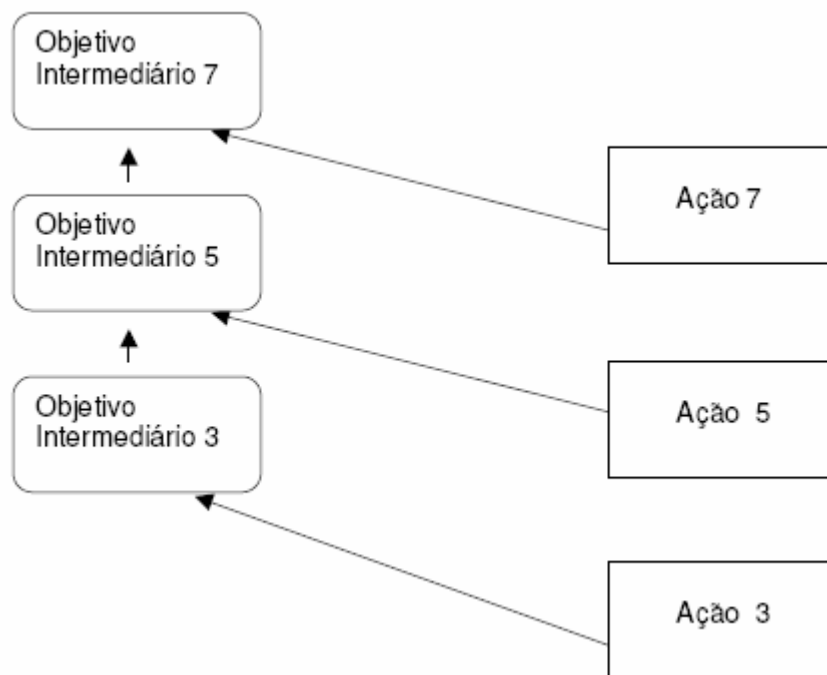 Objetivo
Intermediário 7
Ação 7
Objetivo
Intermediário 5
Ação 5
Objetivo
Intermediário 3
Ação 3